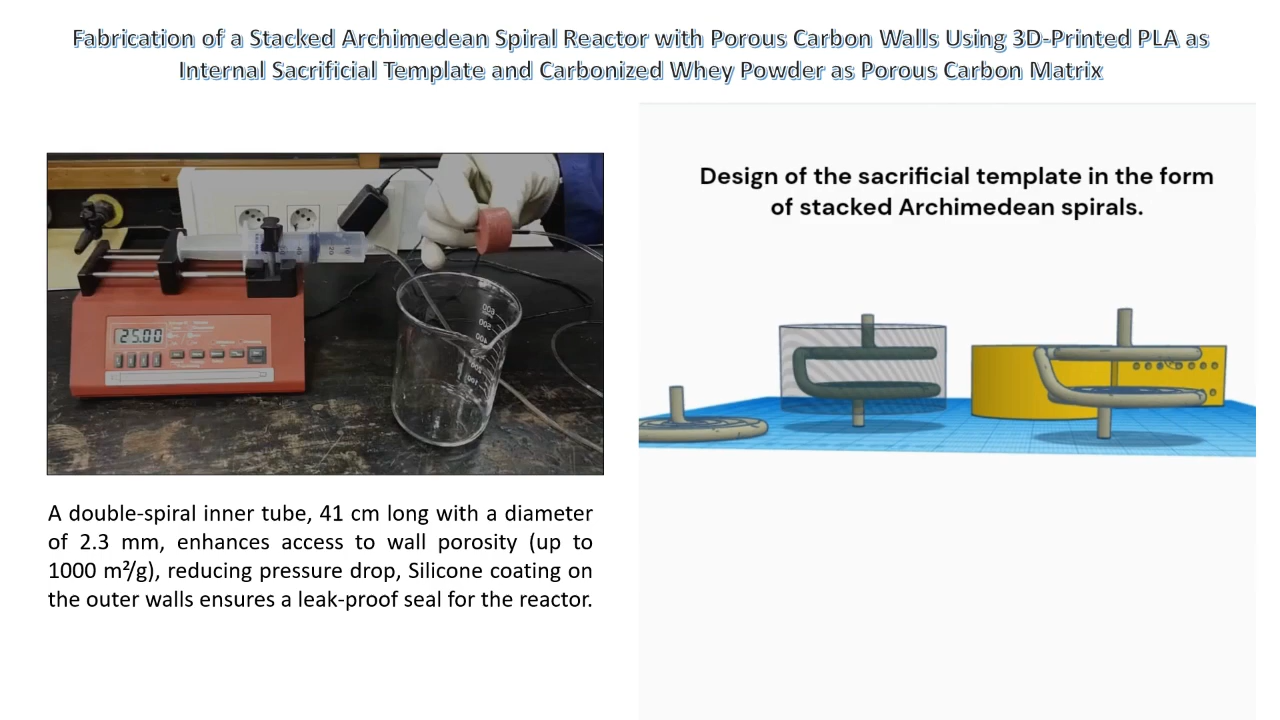 Fabrication of a Stacked Archimedean Spiral Reactor with Porous Carbon Walls Using 3D-Printed PLA as
Internal Sacrificial Template and Carbonized Whey Powder as Porous Carbon Matrix
Design of the sacrificial template in the form
of stacked Archimedean spirals.
25.00
600
500
A double-spiral inner tube, 41 cm long with a diameter
of 2.3 mm, enhances access to wall porosity (up to
1000 m²/g), reducing pressure drop, Silicone coating on
the outer walls ensures a leak-proof seal for the reactor.